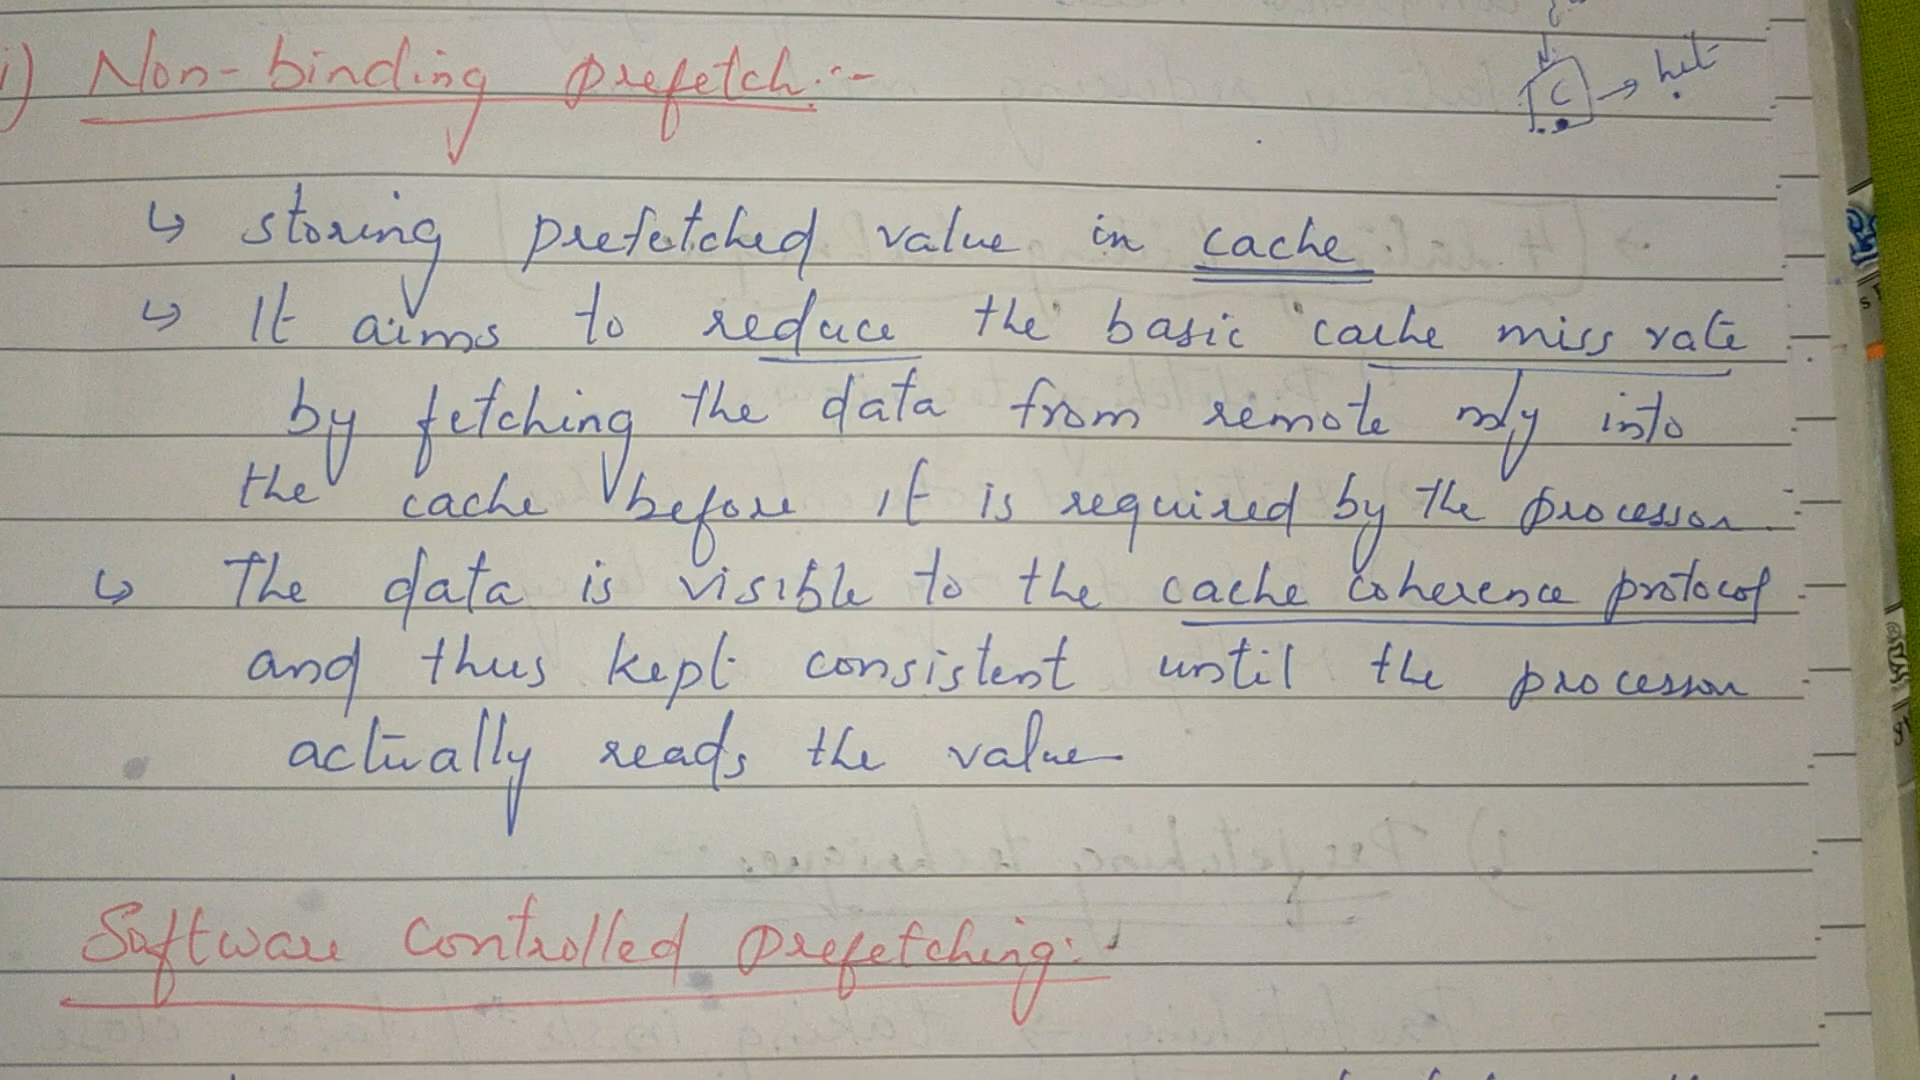 i) Non-binding prefetch :-
C → hit
↳ storing prefetched value in cache
↳ It aims to reduce the basic cache miss rate
by fetching the data from remote mly into
the cache before it is required by the processor.
↳ The data is visible to the cache coherence protocol
and thus kept consistent until the processor
actually reads the value
Software controlled prefetching:-